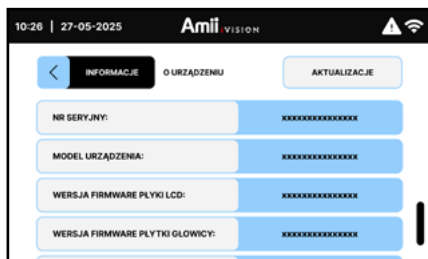 10:26 | 27-05-2025 Amii.VISION
INFORMACJE O URZĄDZENIU AKTUALIZACJE
NR SERYJNY: xxxxxxxxxxxxxxx
MODEL URZĄDZENIA: xxxxxxxxxxxxxxx
WERSJA FIRMWARE PŁYKI LCD: xxxxxxxxxxxxxxx
WERSJA FIRMWARE PŁYTKI GŁOWICY: xxxxxxxxxxxxxxx